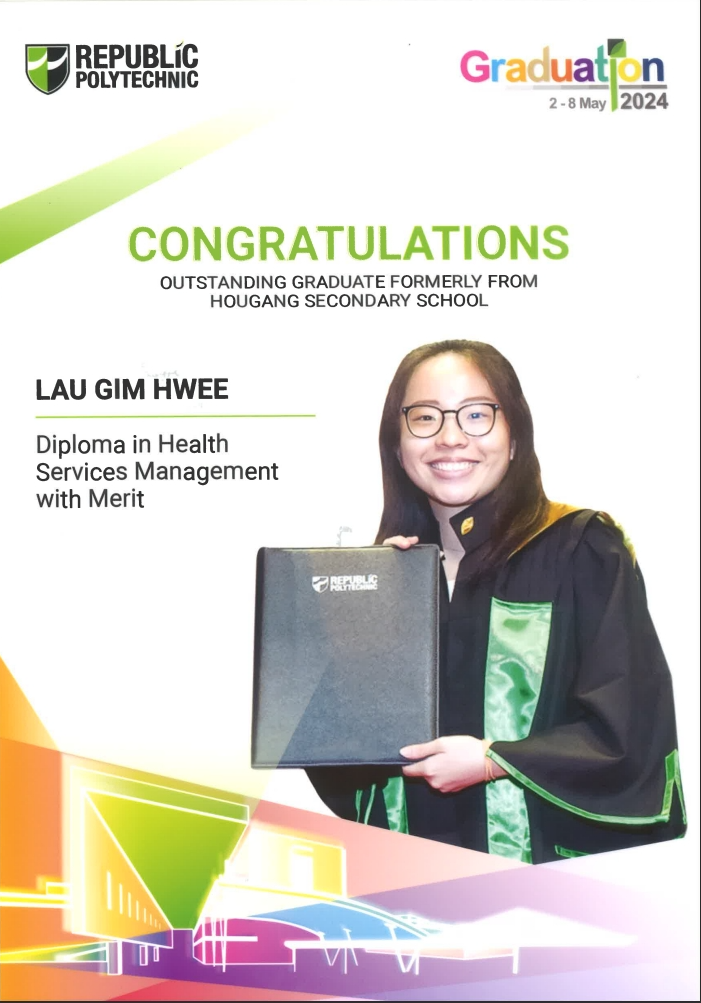 REPUBLIC
POLYTECHNIC
Graduation
2 - 8 May 2024
CONGRATULATIONS
OUTSTANDING GRADUATE FORMERLY FROM
HOUGANG SECONDARY SCHOOL
LAU GIM HWEE
Diploma in Health
Services Management
with Merit
REPUBLIC
POLYTECHNIC